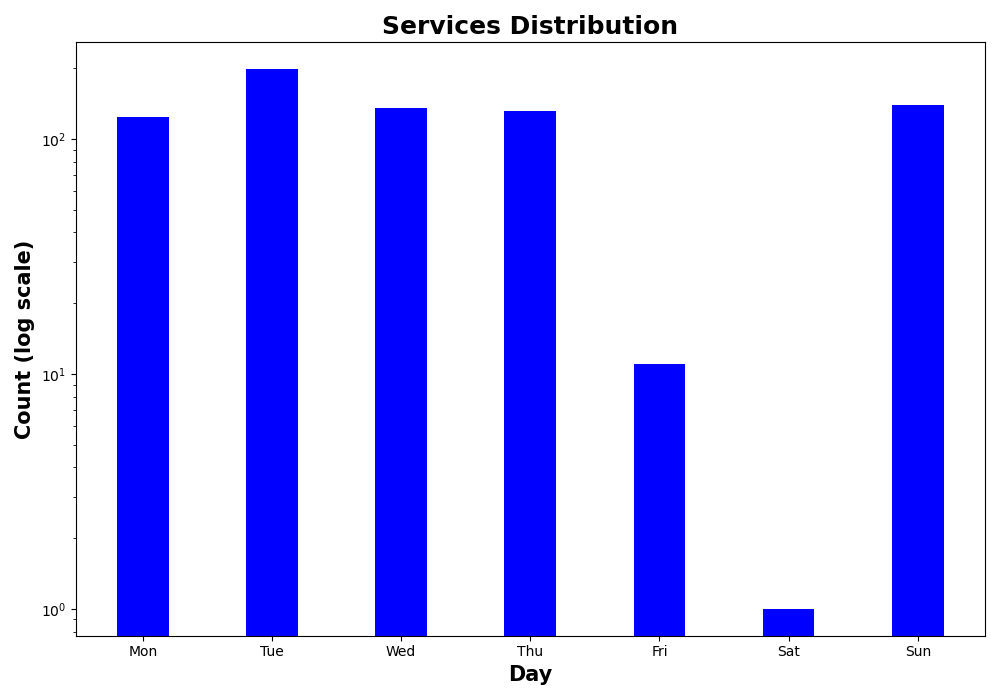 Services Distribution
Count (log scale)
10²
10¹
10⁰
Mon Tue Wed Thu Fri Sat Sun
Day